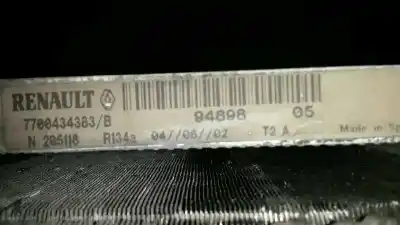 RENAULT
94898 05
7700434383/B
N 205118 R134a 04//06//02 T2 A Made in